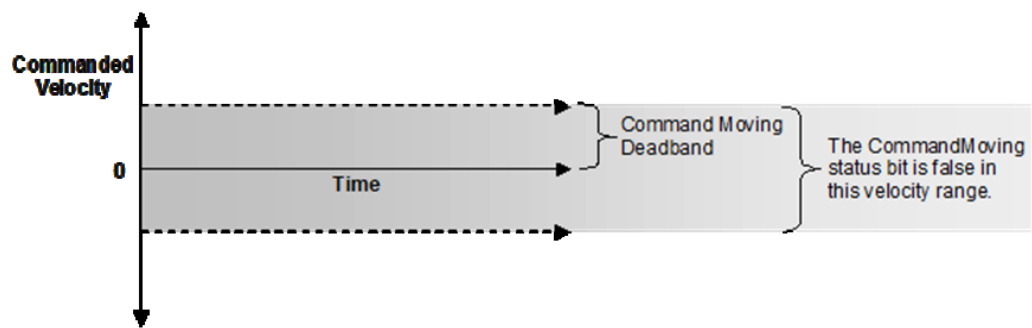 Commanded
Velocity
0
Time
Command Moving
Deadband
The CommandMoving
status bit is false in
this velocity range.